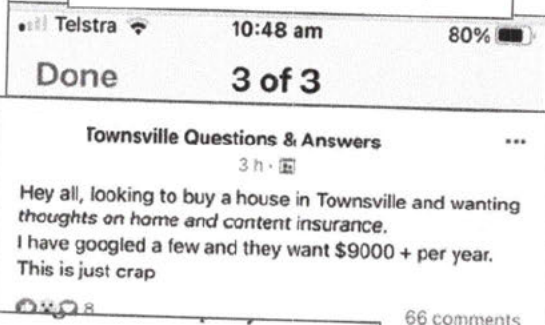 Telstra 10:48 am 80%
Done 3 of 3
Townsville Questions & Answers
3 h ·
Hey all, looking to buy a house in Townsville and wanting
thoughts on home and content insurance.
I have googled a few and they want $9000 + per year.
This is just crap
8 66 comments